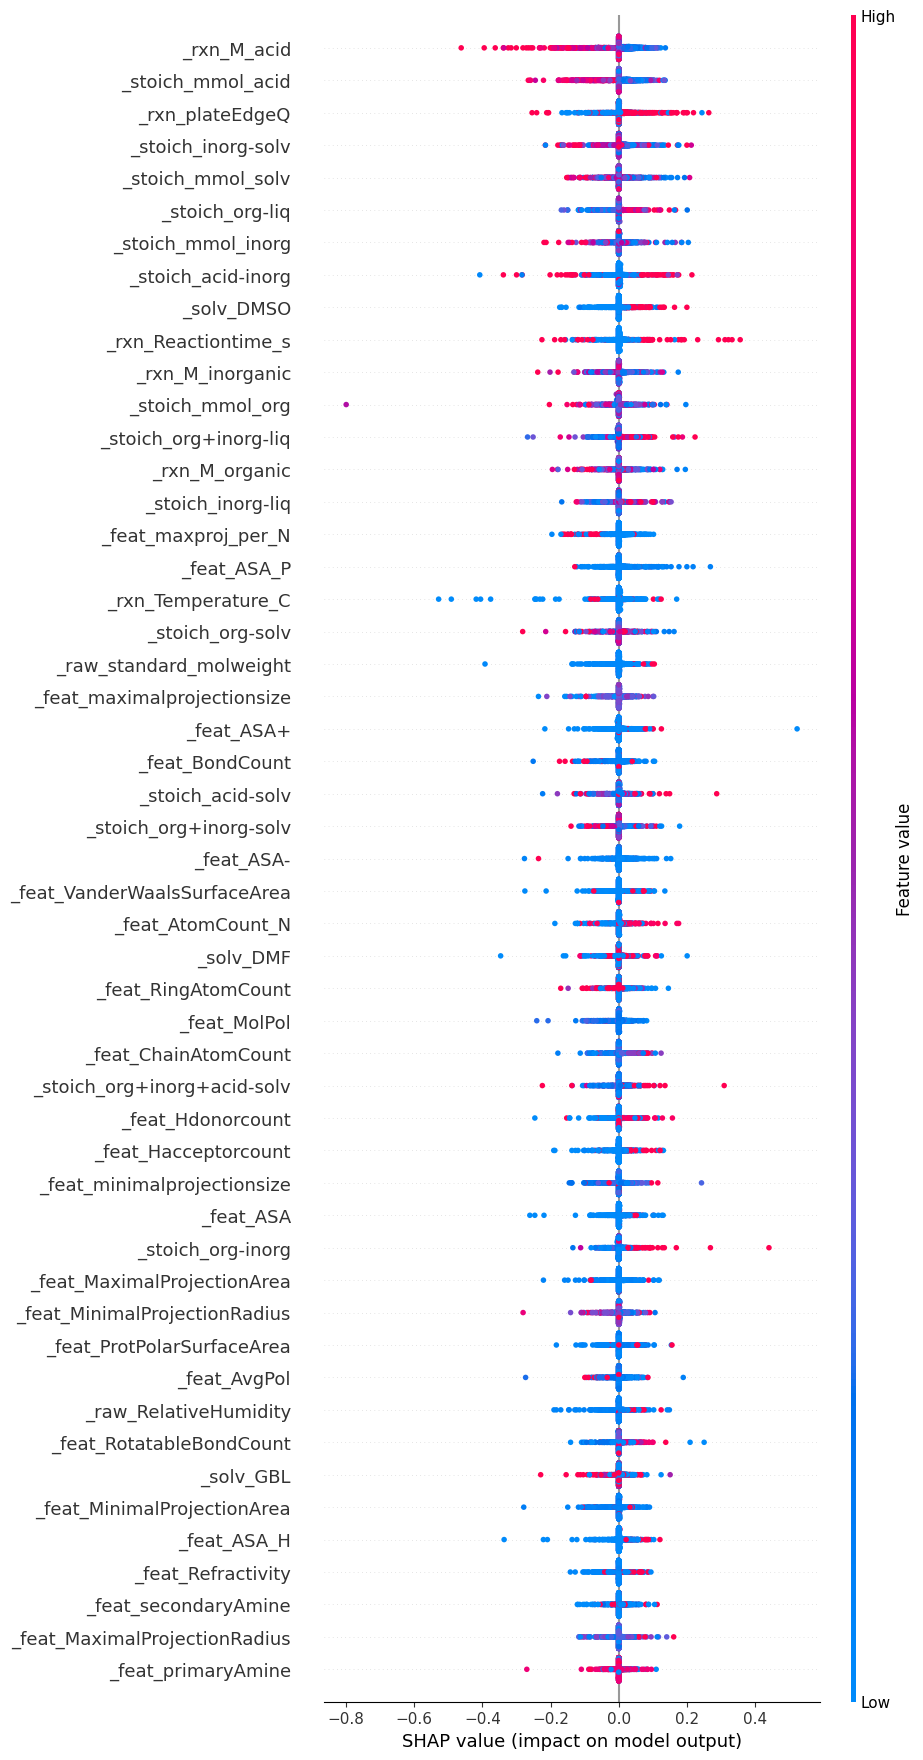 High
_rxn_M_acid
_stoich_mmol_acid
_rxn_plateEdgeQ
_stoich_inorg-solv
_stoich_mmol_solv
_stoich_org-liq
_stoich_mmol_inorg
_stoich_acid-inorg
_solv_DMSO
_rxn_Reactiontime_s
_rxn_M_inorganic
_stoich_mmol_org
_stoich_org+inorg-liq
_rxn_M_organic
_stoich_inorg-liq
_feat_maxproj_per_N
_feat_ASA_P
_rxn_Temperature_C
_stoich_org-solv
_raw_standard_molweight
_feat_maximalprojectionsize
_feat_ASA+
_feat_BondCount
_stoich_acid-solv
_stoich_org+inorg-solv
_feat_ASA-
_feat_VanderWaalsSurfaceArea
_feat_AtomCount_N
_solv_DMF
_feat_RingAtomCount
_feat_MolPol
_feat_ChainAtomCount
_stoich_org+inorg+acid-solv
_feat_Hdonorcount
_feat_Hacceptorcount
_feat_minimalprojectionsize
_feat_ASA
_stoich_org-inorg
_feat_MaximalProjectionArea
_feat_MinimalProjectionRadius
_feat_ProtPolarSurfaceArea
_feat_AvgPol
_raw_RelativeHumidity
_feat_RotatableBondCount
_solv_GBL
_feat_MinimalProjectionArea
_feat_ASA_H
_feat_Refractivity
_feat_secondaryAmine
_feat_MaximalProjectionRadius
_feat_primaryAmine
Feature value
Low
−0.8 −0.6 −0.4 −0.2 0.0 0.2 0.4
SHAP value (impact on model output)